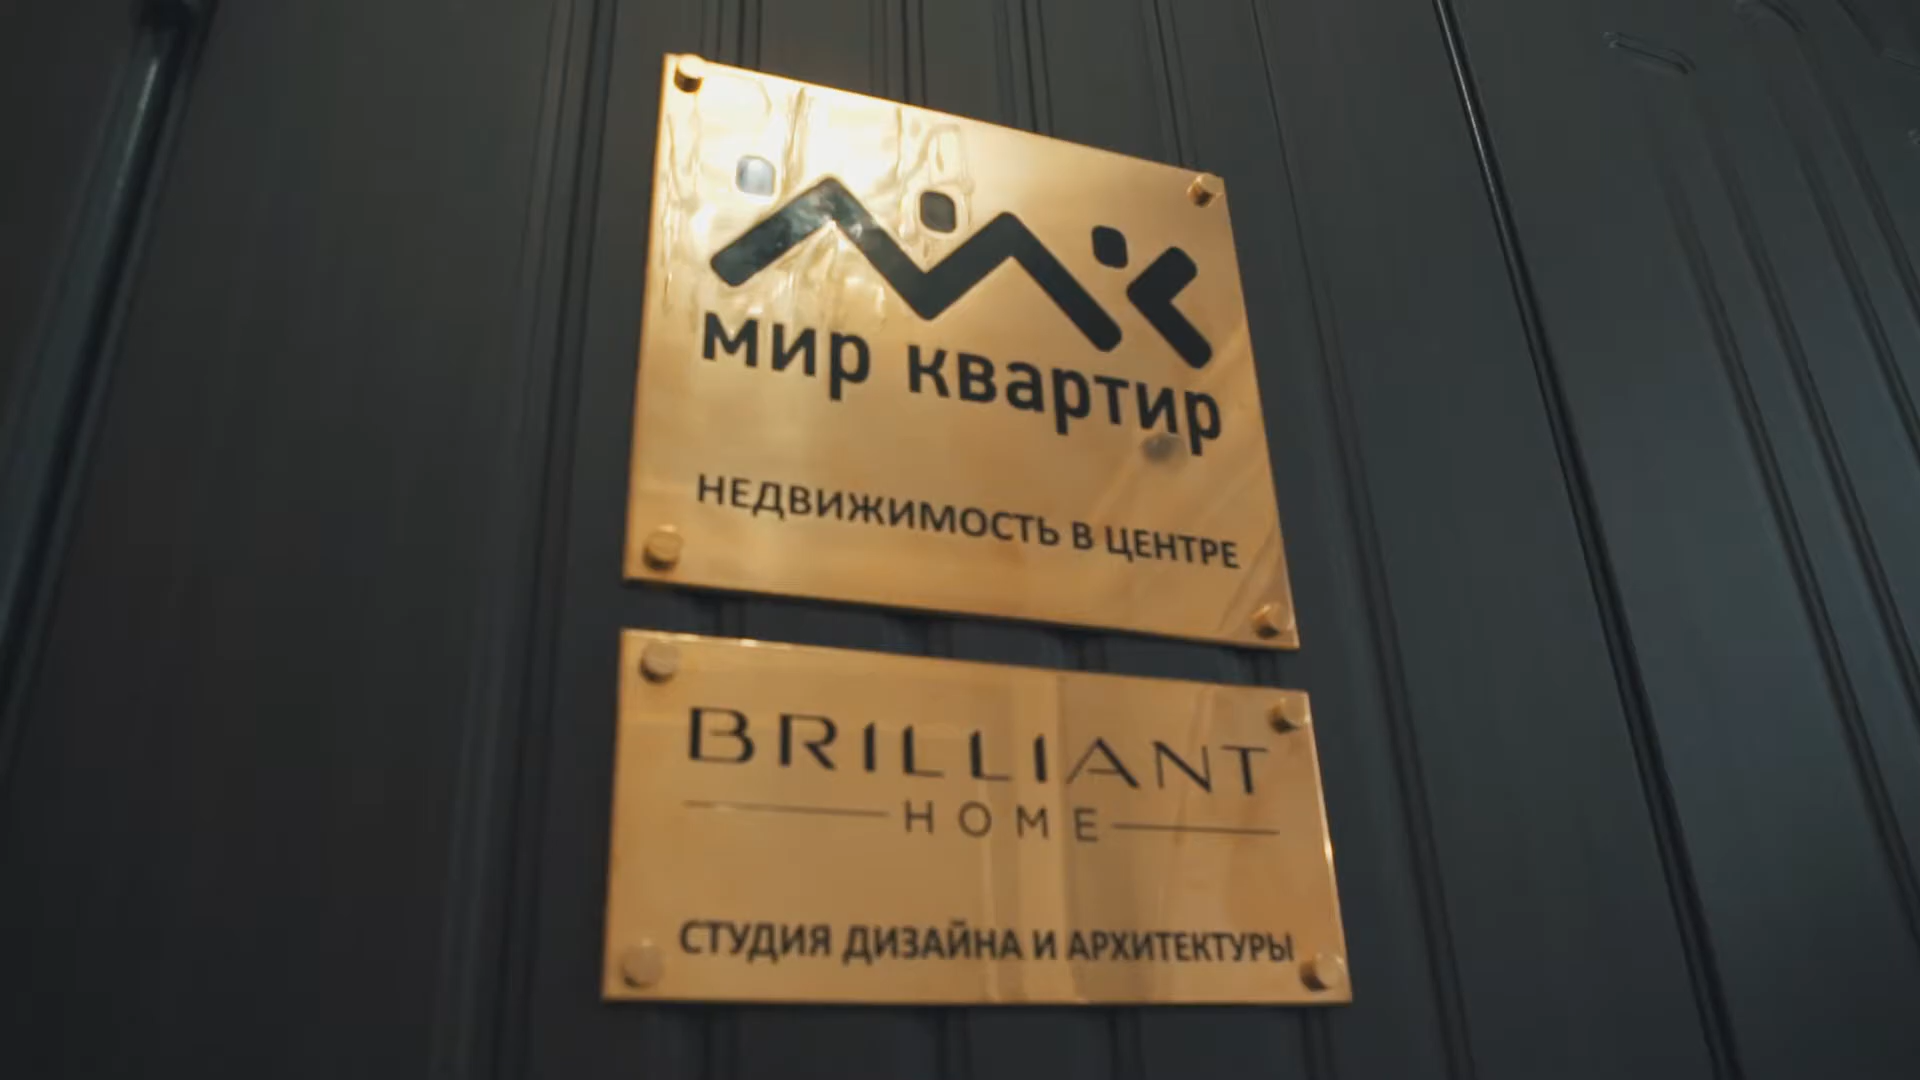 мир квартир
НЕДВИЖИМОСТЬ В ЦЕНТРЕ
BRILLIANT
HOME
СТУДИЯ ДИЗАЙНА И АРХИТЕКТУРЫ